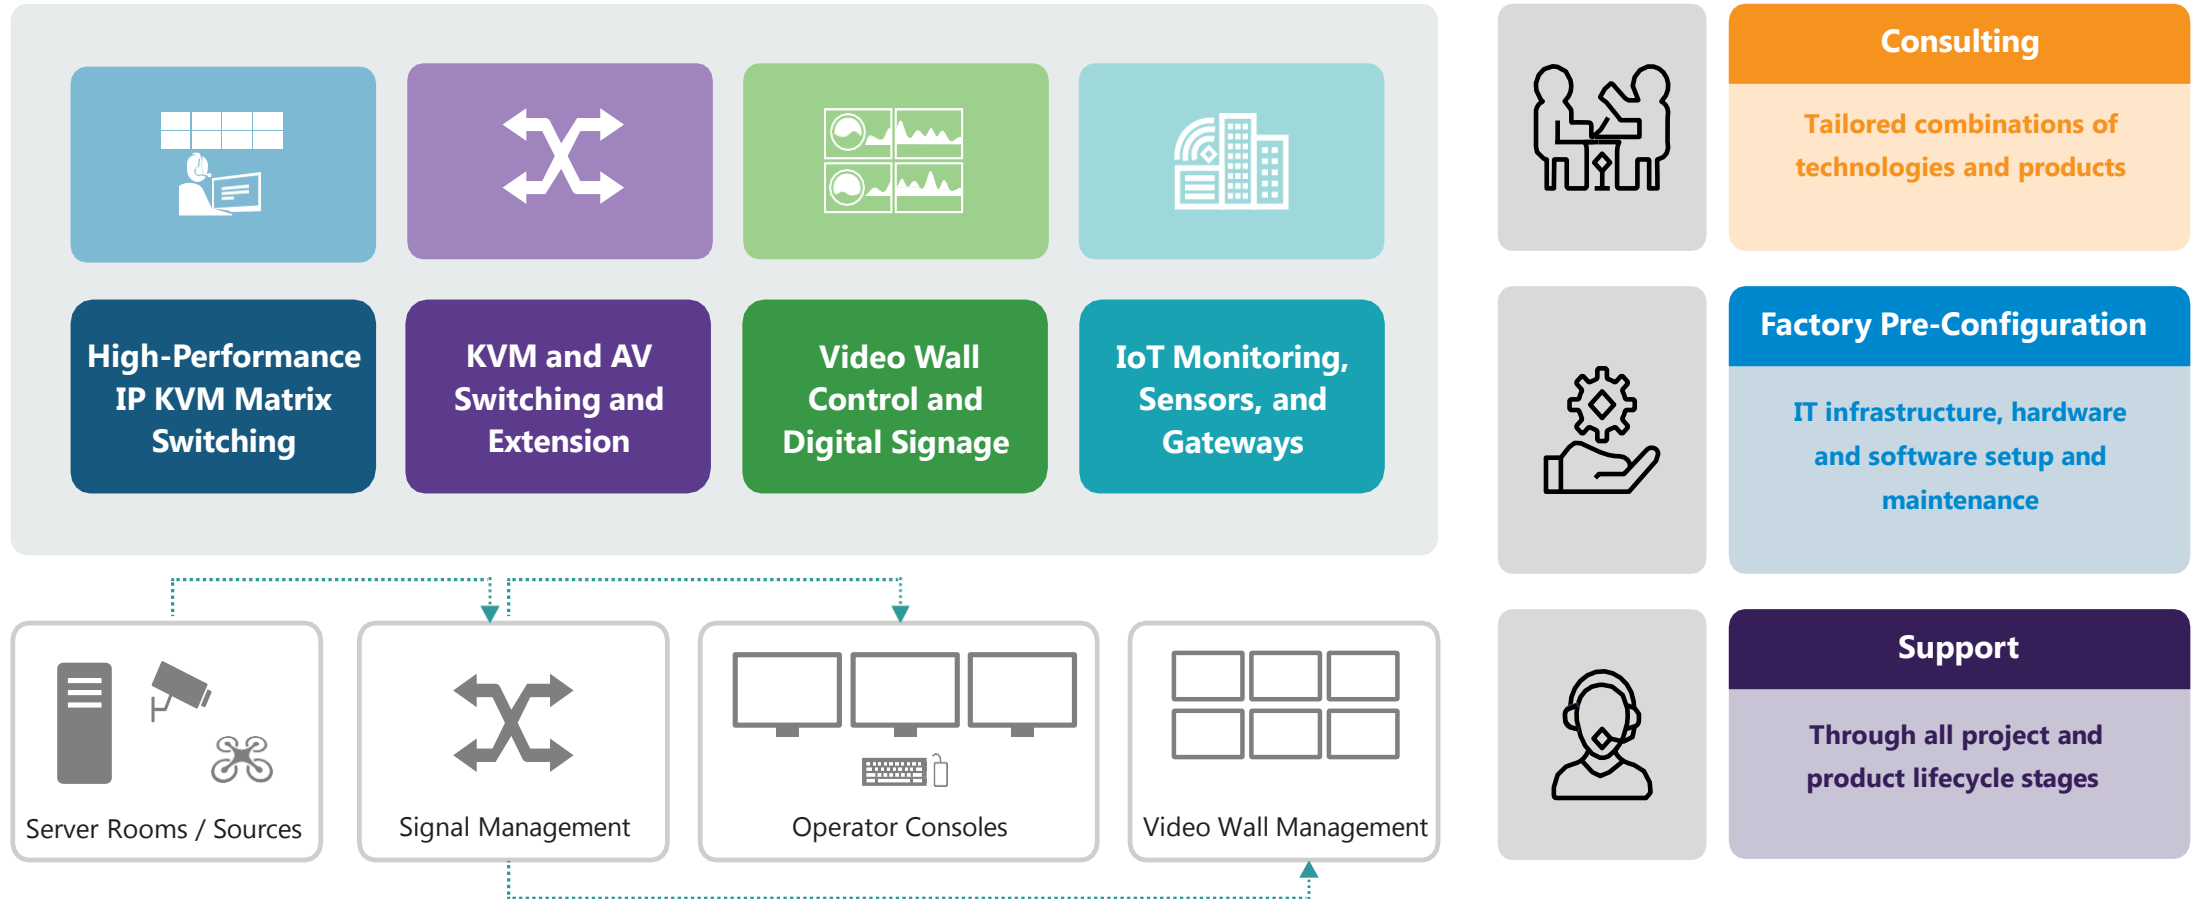 High-Performance
IP KVM Matrix
Switching
KVM and AV
Switching and
Extension
Video Wall
Control and
Digital Signage
IoT Monitoring,
Sensors, and
Gateways
Server Rooms / Sources
Signal Management
Operator Consoles
Video Wall Management
Consulting
Tailored combinations of
technologies and products
Factory Pre-Configuration
IT infrastructure, hardware
and software setup and
maintenance
Support
Through all project and
product lifecycle stages